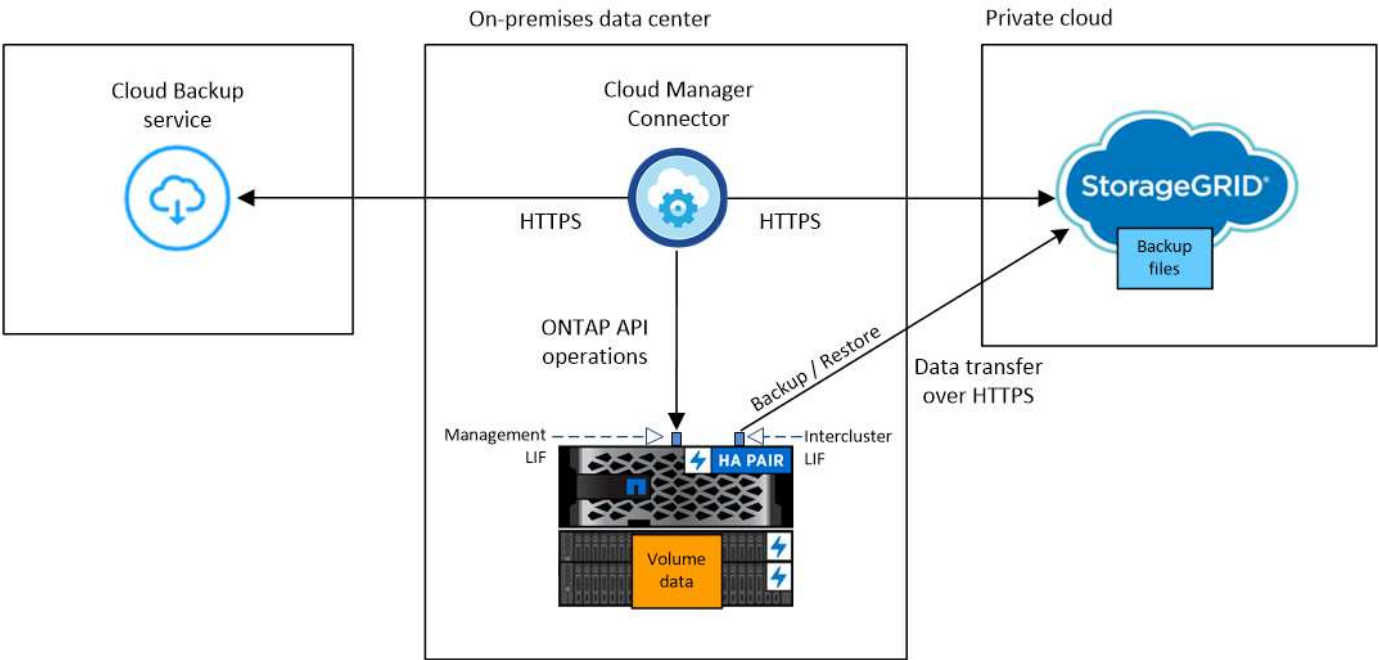 On-premises data center
Private cloud
Cloud Backup
service
Cloud Manager
Connector
HTTPS
HTTPS
StorageGRID®
Backup
files
ONTAP API
operations
Backup / Restore
Data transfer
over HTTPS
Management
LIF
Intercluster
LIF
HA PAIR
Volume
data